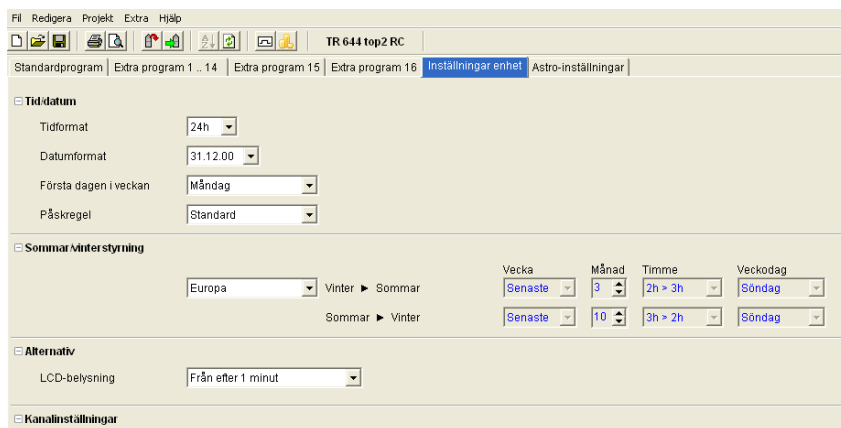 Fil Redigera Projekt Extra Hjälp
TR 644 top2 RC
Standardprogram Extra program 1 .. 14 Extra program 15 Extra program 16 Inställningar enhet Astro-inställningar
Tid/datum
Tidformat 24h
Datumformat 31.12.00
Första dagen i veckan Måndag
Påskregel Standard
Sommar/vinterstyrning
Vecka Månad Timme Veckodag
Europa Vinter ► Sommar Senaste 3 2h > 3h Söndag
Sommar ► Vinter Senaste 10 3h > 2h Söndag
Alternativ
LCD-belysning Från efter 1 minut
Kanalinställningar